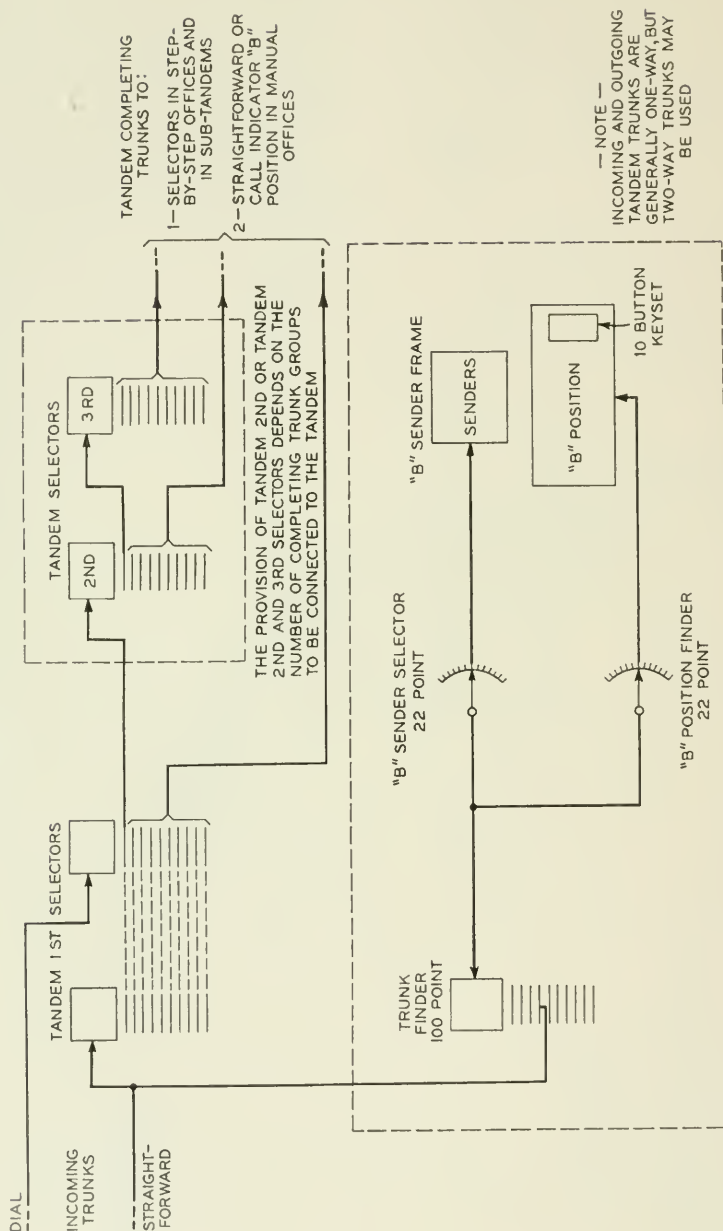 DIAL
INCOMING
TRUNKS
STRAIGHT-
FORWARD
TANDEM 1 ST SELECTORS
TANDEM SELECTORS
2ND
3RD
THE PROVISION OF TANDEM 2ND OR TANDEM
2ND AND 3RD SELECTORS DEPENDS ON THE
NUMBER OF COMPLETING TRUNK GROUPS
TO BE CONNECTED TO THE TANDEM
TANDEM COMPLETING
TRUNKS TO:
1—SELECTORS IN STEP-
BY-STEP OFFICES AND
IN SUB-TANDEMS
2—STRAIGHTFORWARD OR
CALL INDICATOR "B"
POSITION IN MANUAL
OFFICES
TRUNK
FINDER
100 POINT
"B" SENDER SELECTOR
22 POINT
"B" SENDER FRAME
SENDERS
"B" POSITION FINDER
22 POINT
"B" POSITION
10 BUTTON
KEYSET
— NOTE —
INCOMING AND OUTGOING
TANDEM TRUNKS ARE
GENERALLY ONE-WAY, BUT
TWO-WAY TRUNKS MAY
BE USED